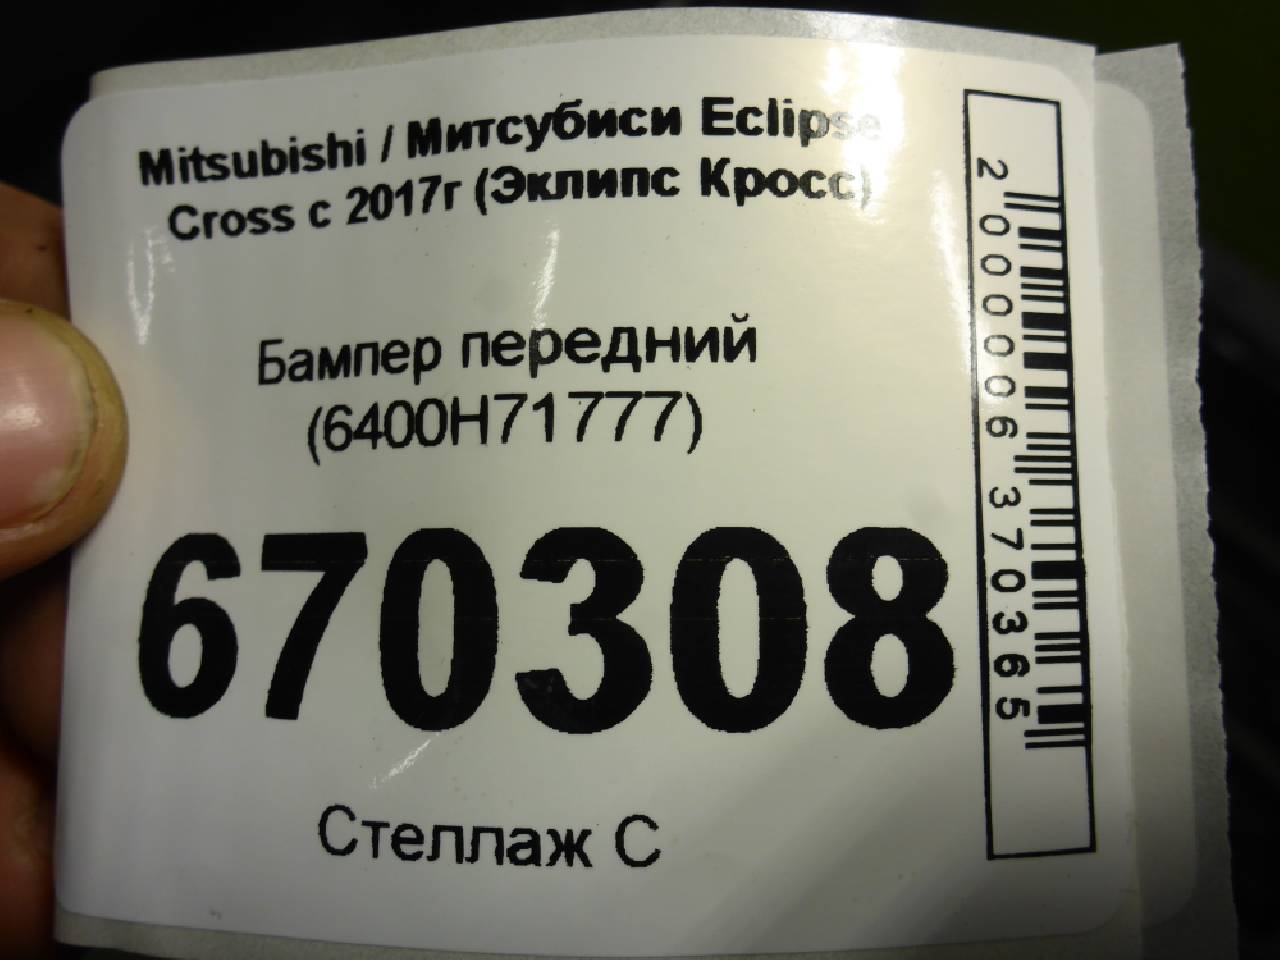 Mitsubishi / Митсубиси Eclipse
Cross с 2017г (Эклипс Кросс)
Бампер передний
(6400H71777)
670308
Стеллаж С
2000006370365